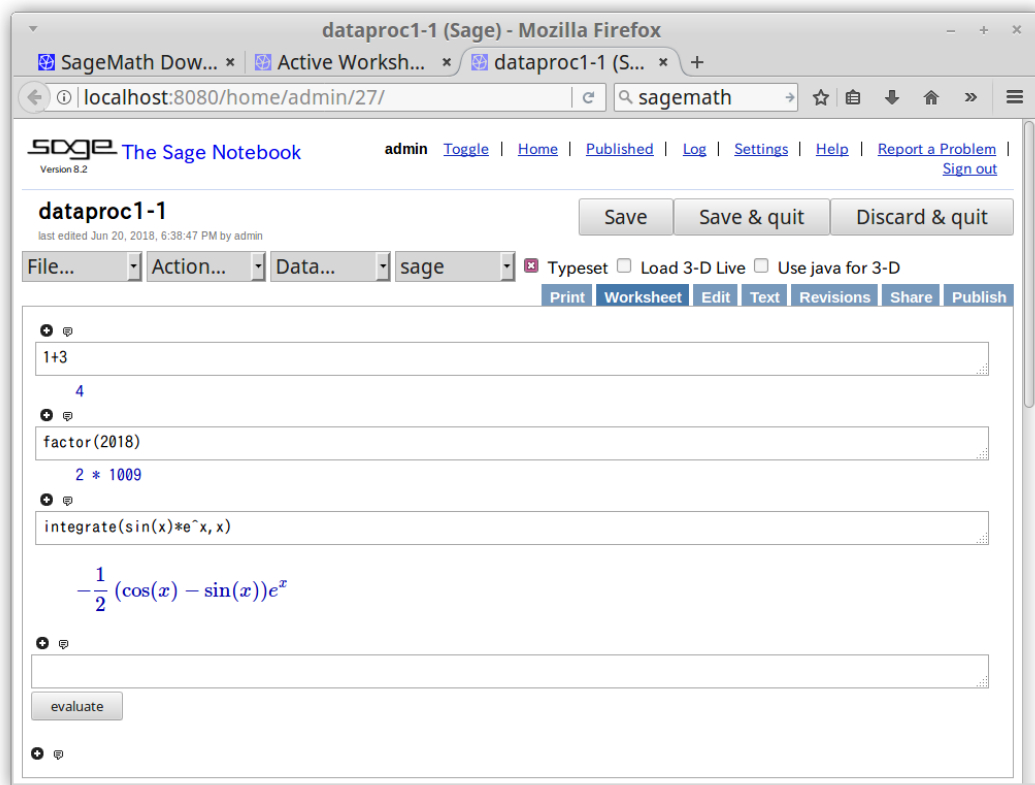 dataproc1-1 (Sage) - Mozilla Firefox
SageMath Dow... × Active Worksh... × dataproc1-1 (S... × +
localhost:8080/home/admin/27/ sagemath
sage The Sage Notebook admin Toggle | Home | Published | Log | Settings | Help | Report a Problem |
Version 8.2 Sign out
dataproc1-1 Save Save & quit Discard & quit
last edited Jun 20, 2018, 6:38:47 PM by admin
File... Action... Data... sage Typeset Load 3-D Live Use java for 3-D
Print Worksheet Edit Text Revisions Share Publish
1+3
4
factor(2018)
2 * 1009
integrate(sin(x)*e^x,x)
−1/2 (cos(x) − sin(x))eˣ
evaluate